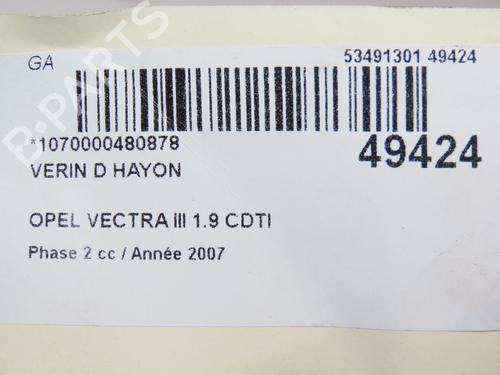 GA
53491301 49424
*1070000480878
49424
VERIN D HAYON
OPEL VECTRA III 1.9 CDTI
Phase 2 cc / Année 2007
B-PARTS